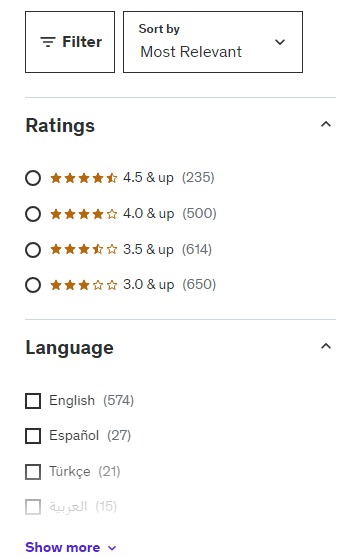 Filter
Sort by
Most Relevant
Ratings
4.5 & up (235)
4.0 & up (500)
3.5 & up (614)
3.0 & up (650)
Language
English (574)
Español (27)
Türkçe (21)
العربية (15)
Show more